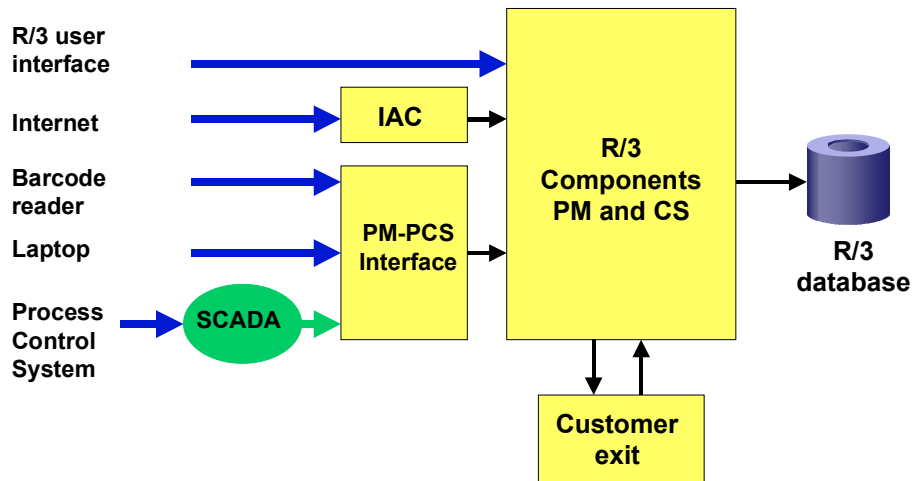 R/3 user
interface
Internet
IAC
Barcode
reader
Laptop
PM-PCS
Interface
Process
Control
System
SCADA
R/3
Components
PM and CS
R/3
database
Customer
exit